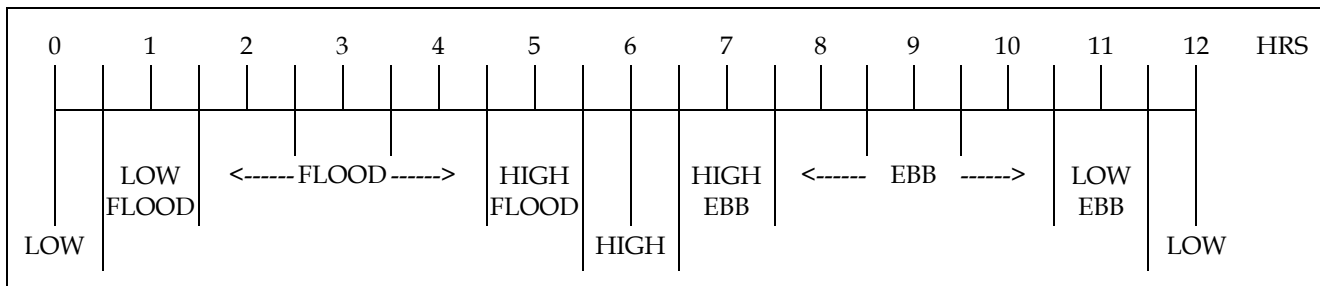 0 1 2 3 4 5 6 7 8 9 10 11 12 HRS
LOW <------FLOOD------> HIGH HIGH <------ EBB ------> LOW
FLOOD FLOOD EBB EBB
LOW HIGH LOW